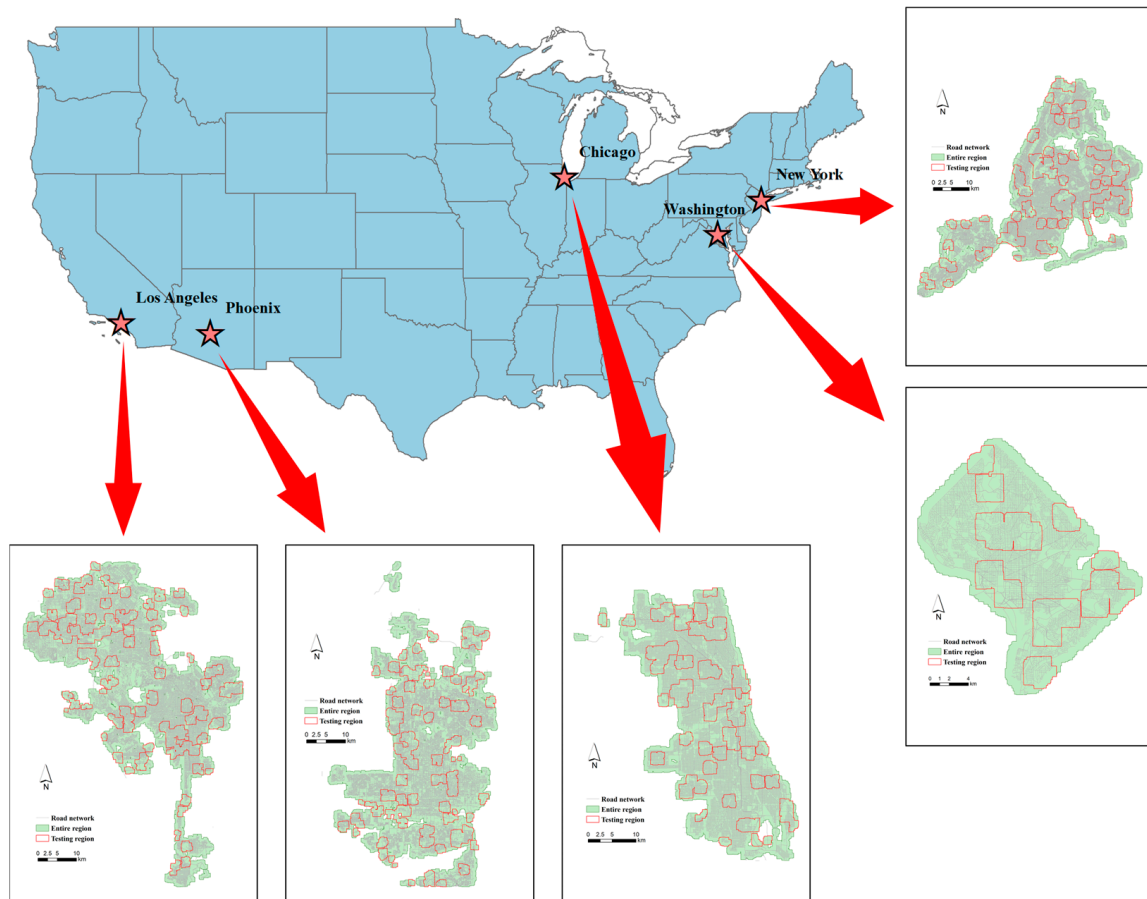 Chicago
New York
Washington
Los Angeles
Phoenix
N
Road network
Entire region
Testing region
0 2.5 5 10
km
N
Road network
Entire region
Testing region
0 1 2 4
km
N
Road network
Entire region
Testing region
0 2.5 5 10
km
N
Road network
Entire region
Testing region
0 2.5 5 10
km
N
Road network
Entire region
Testing region
0 2.5 5 10
km